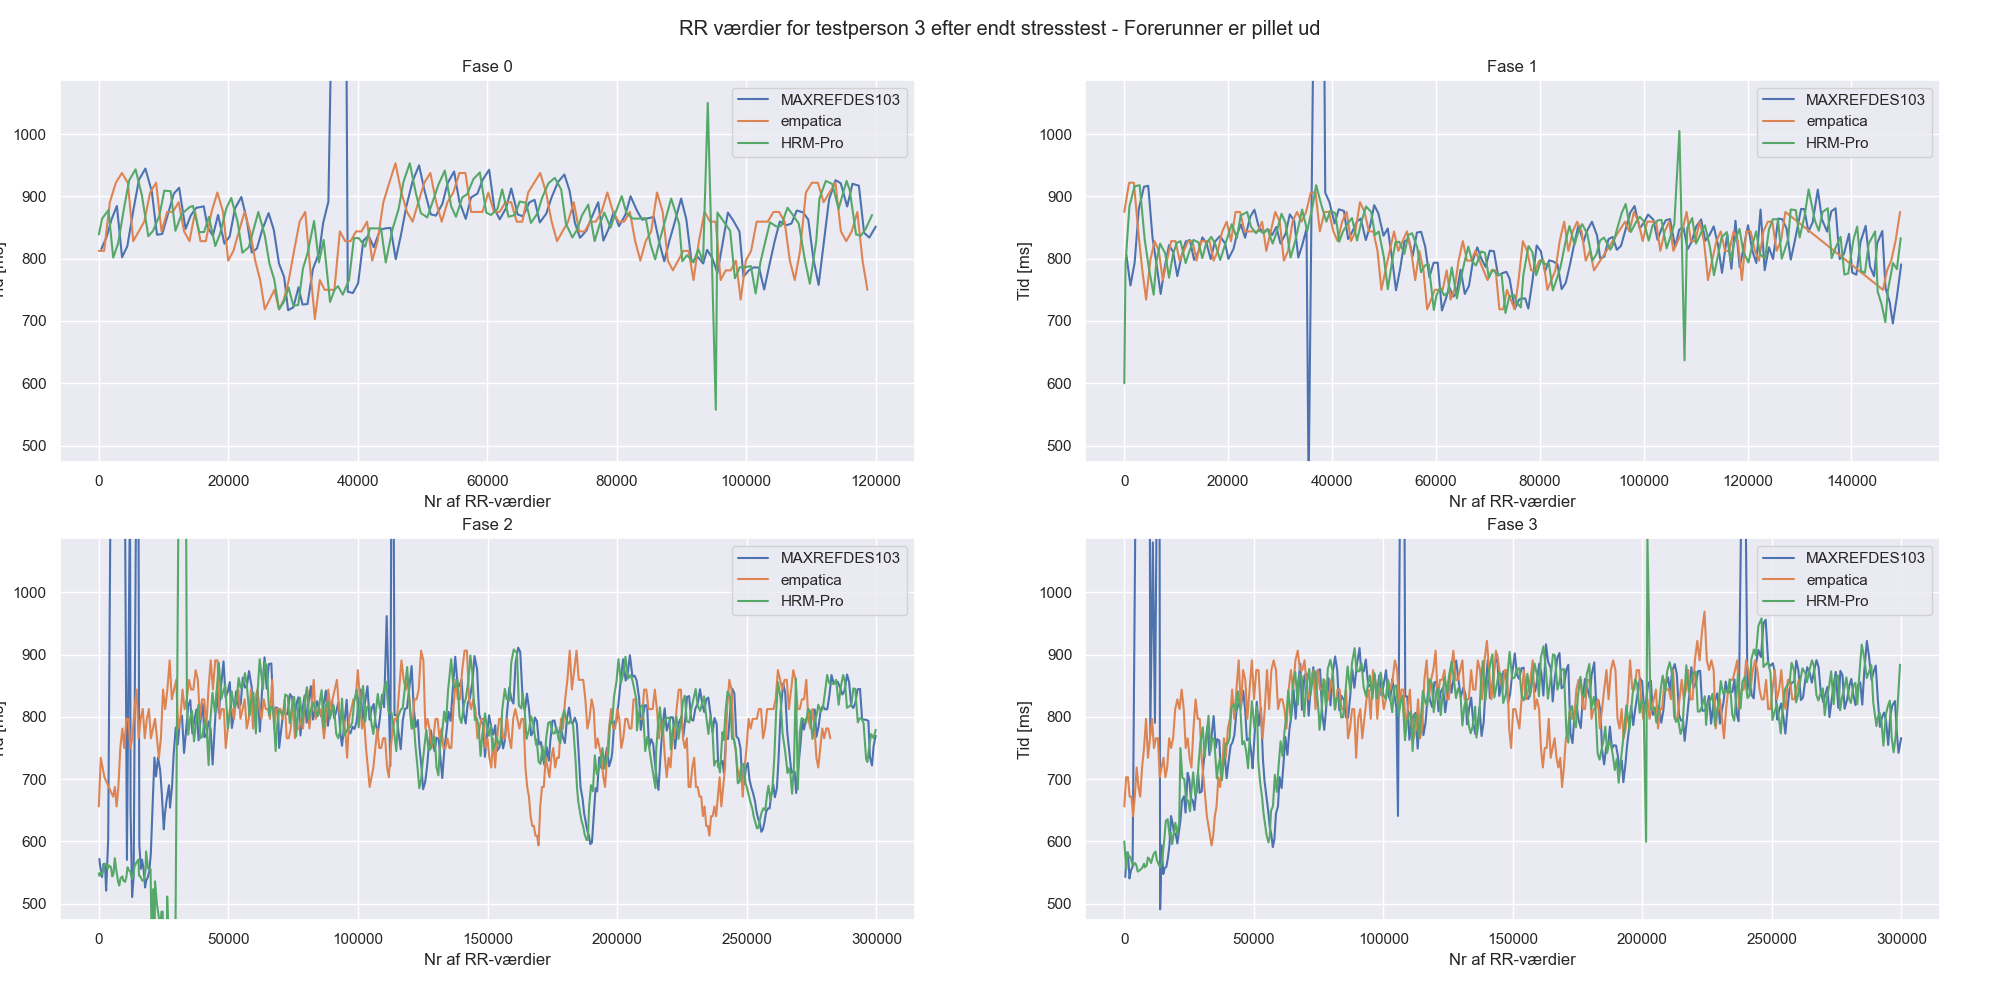 RR værdier for testperson 3 efter endt stresstest - Forerunner er pillet ud
Fase 0
1000
900
800
700
600
500
MAXREFDES103
empatica
HRM-Pro
0 20000 40000 60000 80000 100000 120000
Nr af RR-værdier
Fase 1
Tid [ms]
1000
900
800
700
600
500
MAXREFDES103
empatica
HRM-Pro
0 20000 40000 60000 80000 100000 120000 140000
Nr af RR-værdier
Fase 2
1000
900
800
700
600
500
MAXREFDES103
empatica
HRM-Pro
0 50000 100000 150000 200000 250000 300000
Nr af RR-værdier
Fase 3
Tid [ms]
1000
900
800
700
600
500
MAXREFDES103
empatica
HRM-Pro
0 50000 100000 150000 200000 250000 300000
Nr af RR-værdier